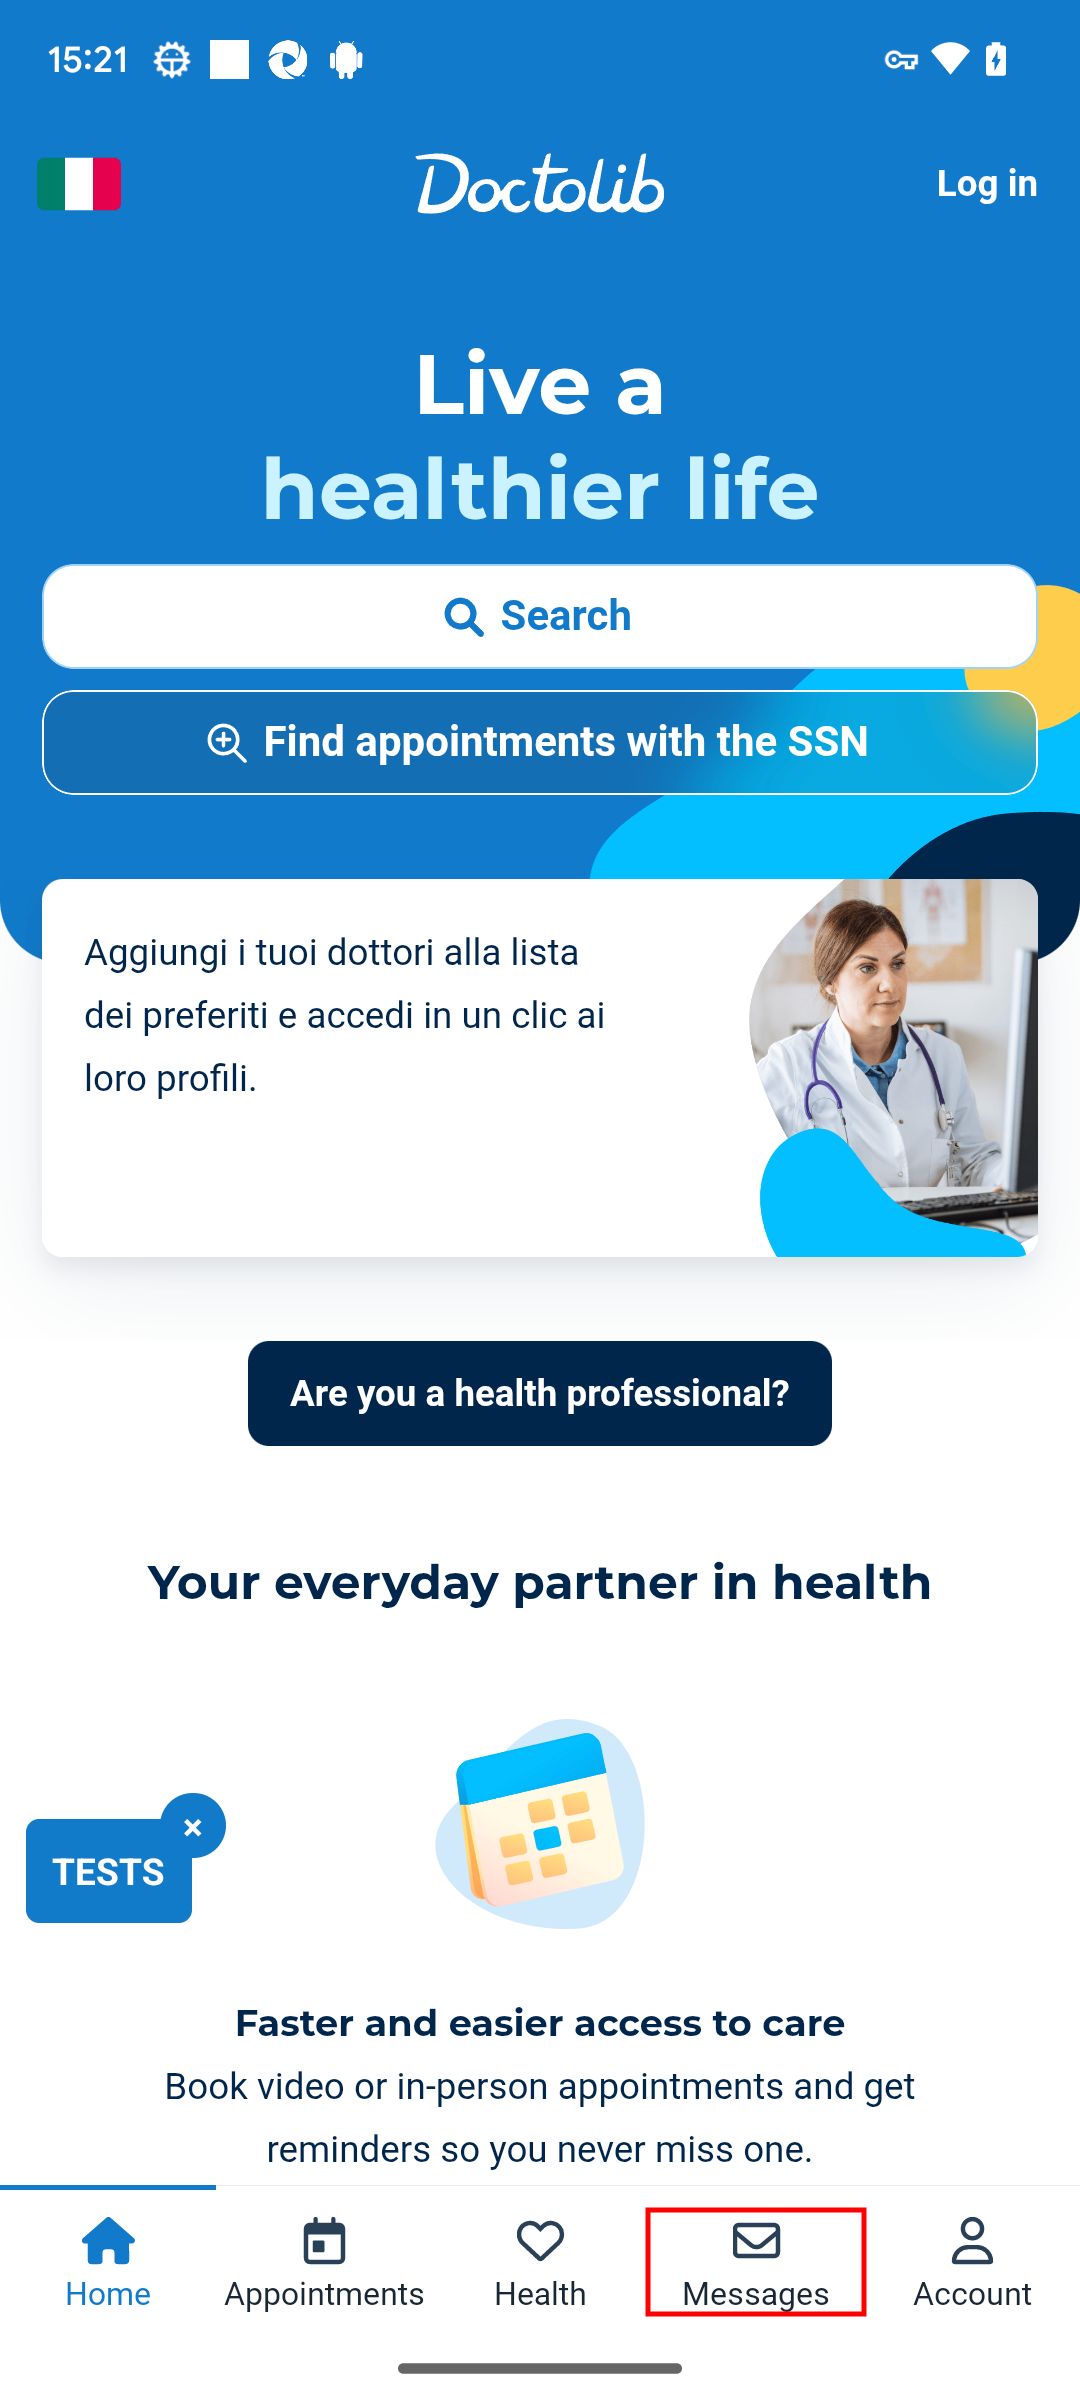 15:21
Doctolib
Log in
Live a
healthier life
Search
Find appointments with the SSN
Aggiungi i tuoi dottori alla lista
dei preferiti e accedi in un clic ai
loro profili.
Are you a health professional?
Your everyday partner in health
×
TESTS
Faster and easier access to care
Book video or in-person appointments and get
reminders so you never miss one.
Home
Appointments
Health
Messages
Account